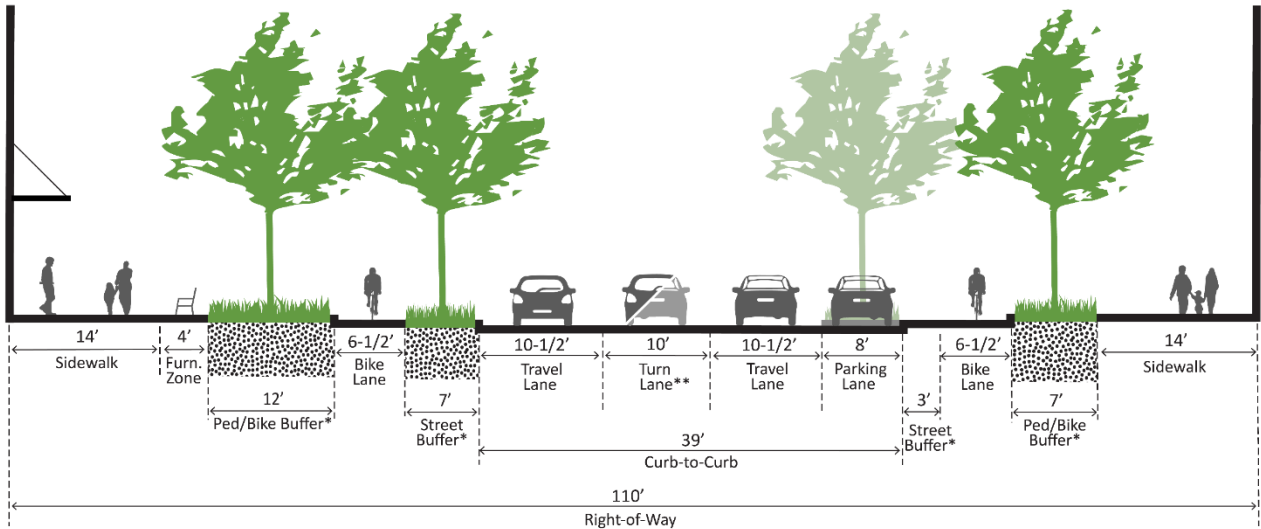 14’
Sidewalk
4’
Furn.
Zone
12’
Ped/Bike Buffer*
6-1/2’
Bike
Lane
7’
Street
Buffer*
10-1/2’
Travel
Lane
10’
Turn
Lane**
10-1/2’
Travel
Lane
8’
Parking
Lane
39’
Curb-to-Curb
3’
Street
Buffer*
6-1/2’
Bike
Lane
7’
Ped/Bike
Buffer*
14’
Sidewalk
110’
Right-of-Way